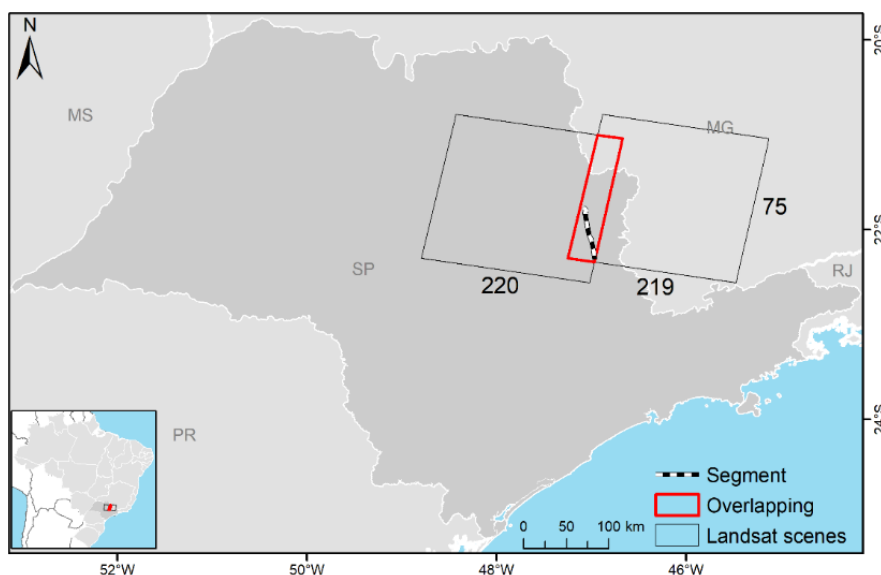 N
20°S
MS
MG
75
22°S
SP
RJ
220
219
24°S
PR
Segment
Overlapping
0 50 100 km
Landsat scenes
52°W
50°W
48°W
46°W